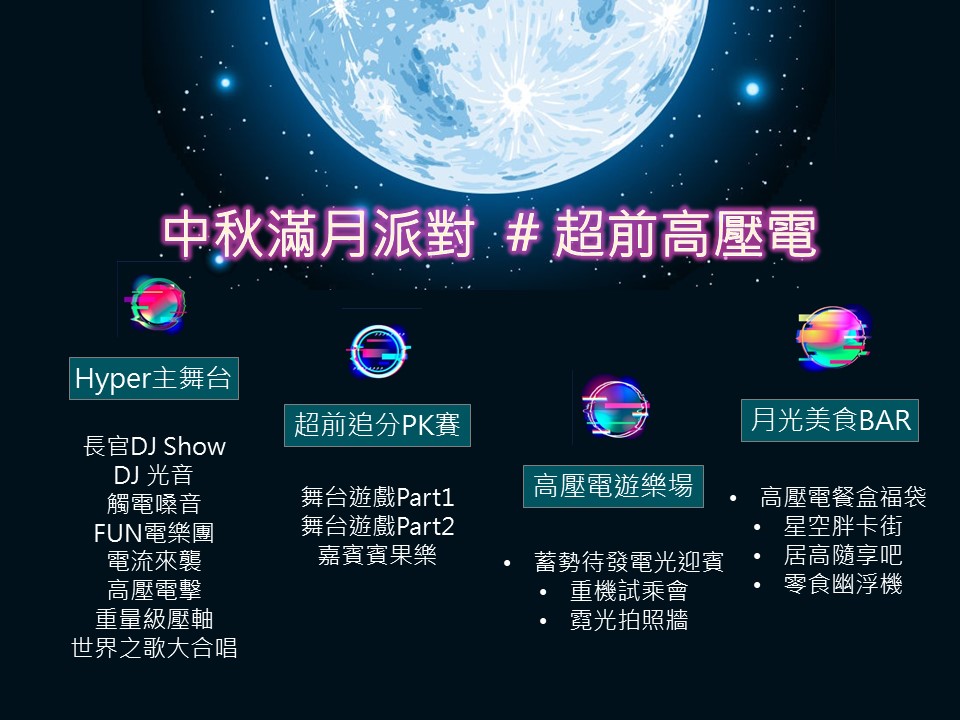 中秋滿月派對 # 超前高壓電
Hyper主舞台
長官DJ Show
DJ 光音
觸電嗓音
FUN電樂團
電流來襲
高壓電擊
重量級壓軸
世界之歌大合唱
超前追分PK賽
舞台遊戲Part1
舞台遊戲Part2
嘉賓賓果樂
高壓電遊樂場
• 蓄勢待發電光迎賓
• 重機試乘會
• 霓光拍照牆
月光美食BAR
• 高壓電餐盒福袋
• 星空胖卡街
• 居高隨享吧
• 零食幽浮機